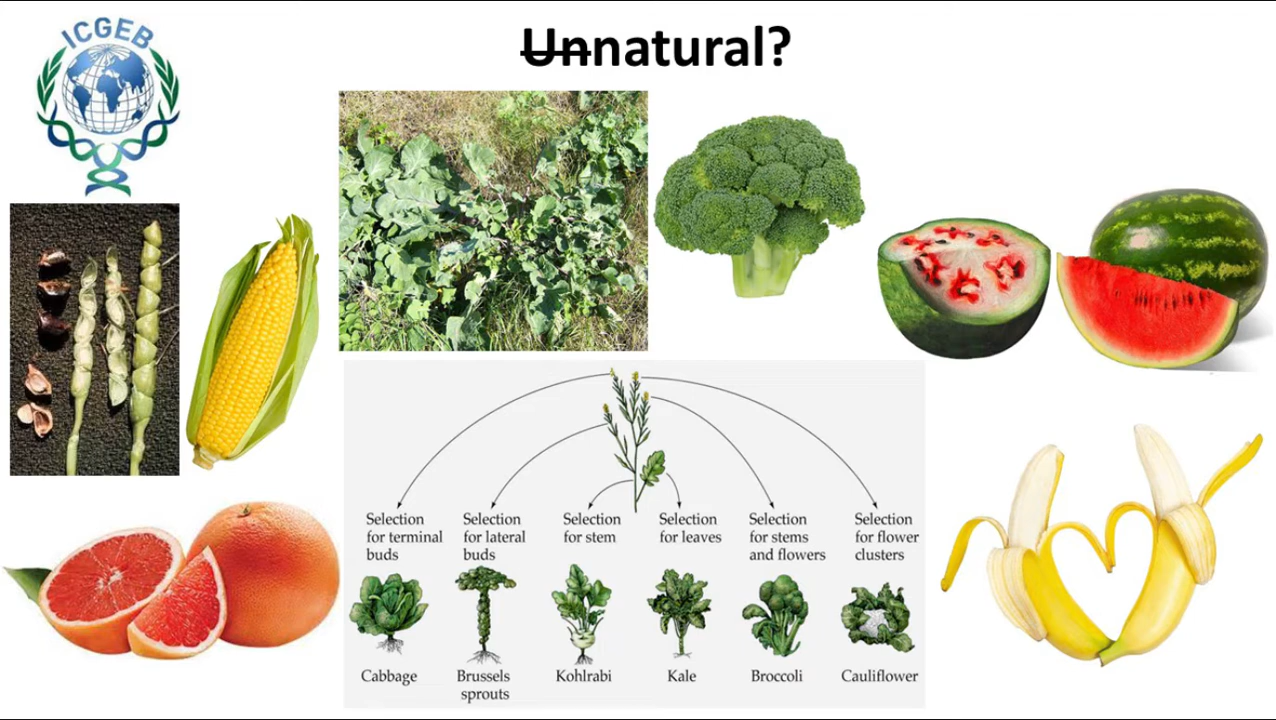 ICGEB
Unnatural?
Selection
for terminal
buds
Selection
for lateral
buds
Selection
for stem
Selection
for leaves
Selection
for stems
and flowers
Selection
for flower
clusters
Cabbage
Brussels
sprouts
Kohlrabi
Kale
Broccoli
Cauliflower